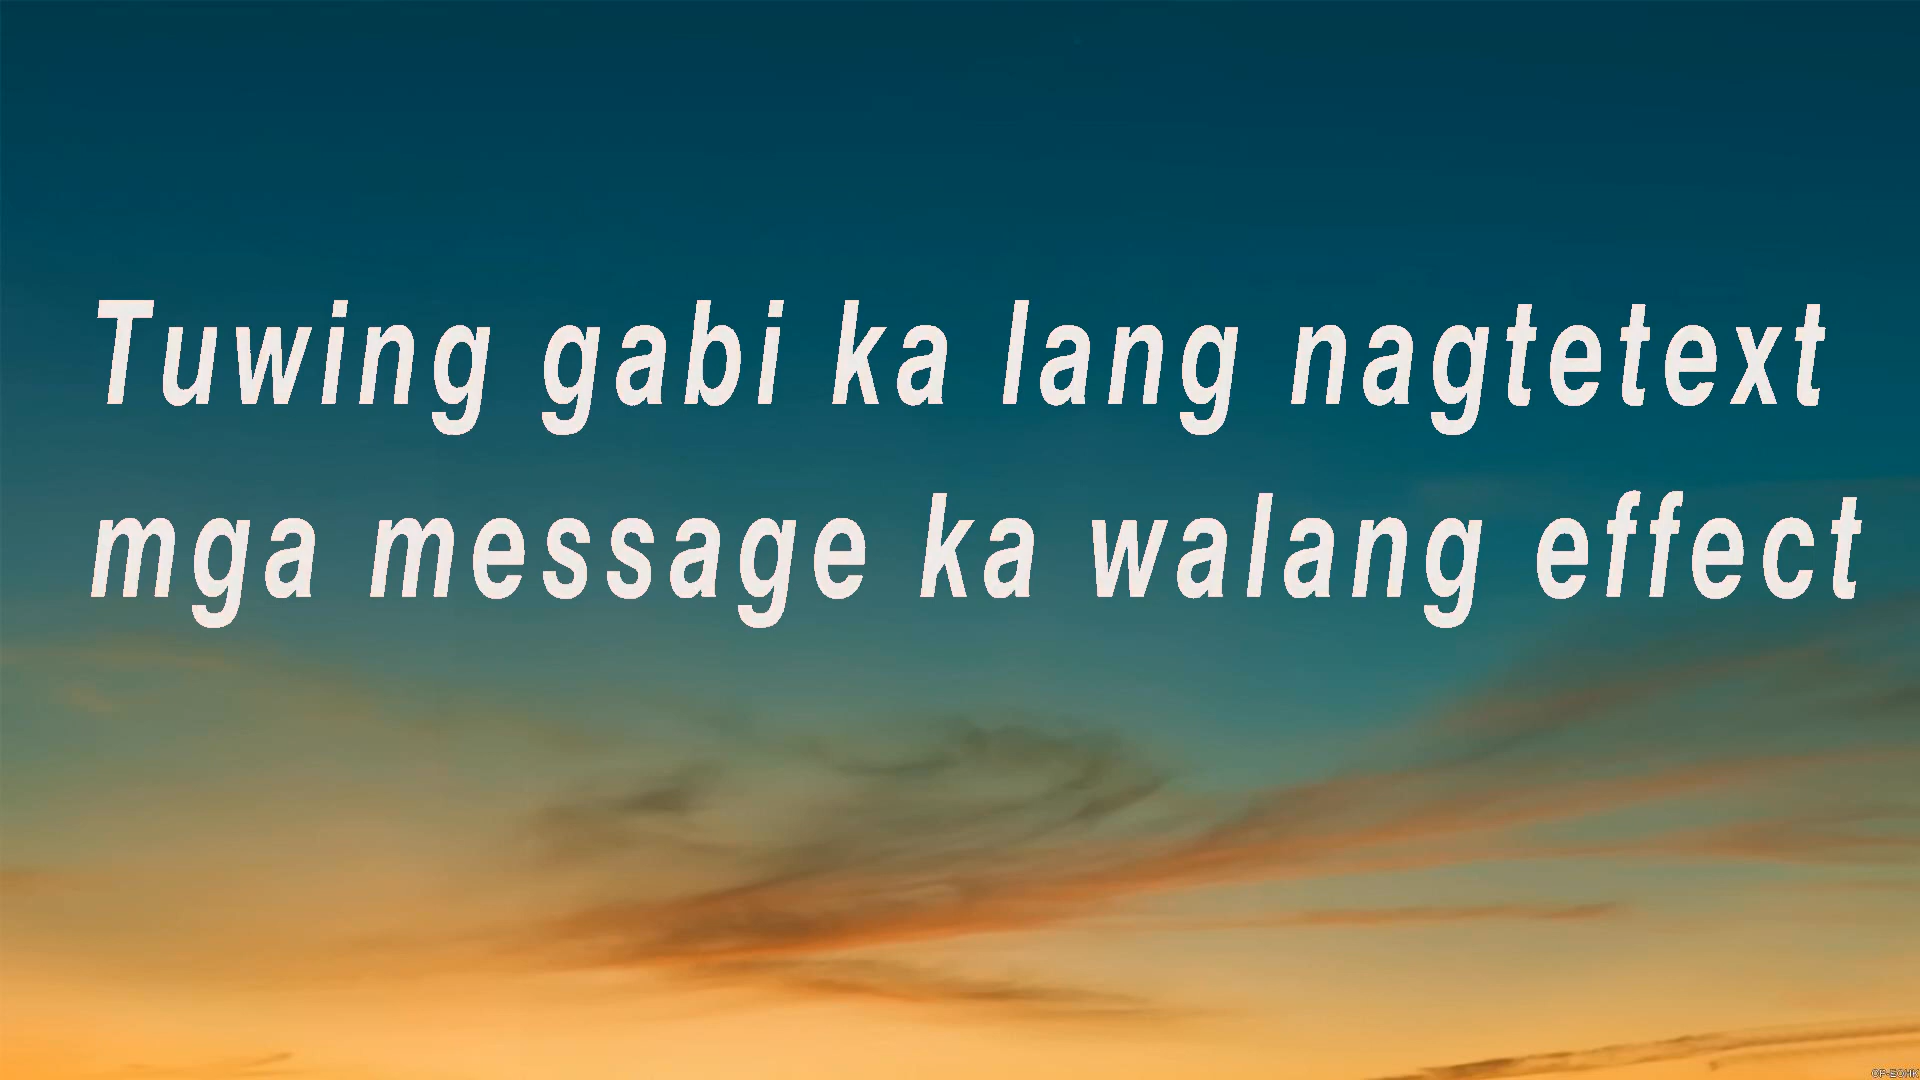 Tuwing gabi ka lang nagtetext
mga message ka walang effect